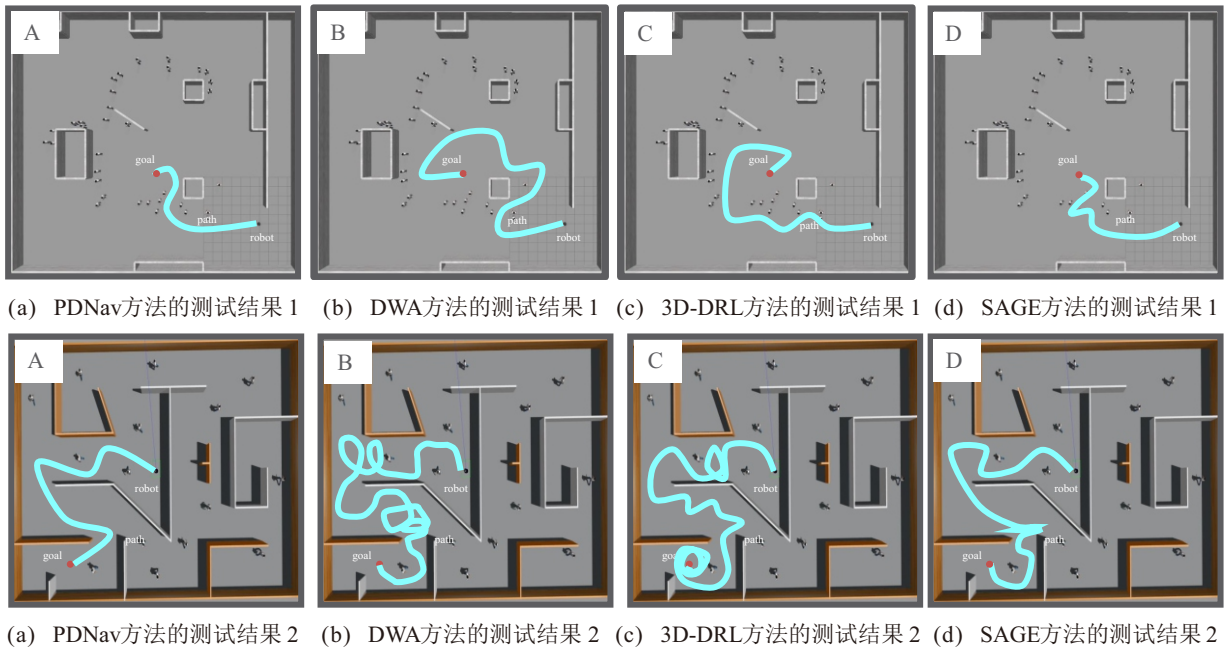 A
B
C
D
goal
path
robot
goal
path
robot
goal
path
robot
goal
path
robot
(a) PDNav方法的测试结果 1
(b) DWA方法的测试结果 1
(c) 3D-DRL方法的测试结果 1
(d) SAGE方法的测试结果 1
A
B
C
D
robot
path
goal
robot
path
goal
robot
path
goal
robot
path
goal
(a) PDNav方法的测试结果 2
(b) DWA方法的测试结果 2
(c) 3D-DRL方法的测试结果 2
(d) SAGE方法的测试结果 2